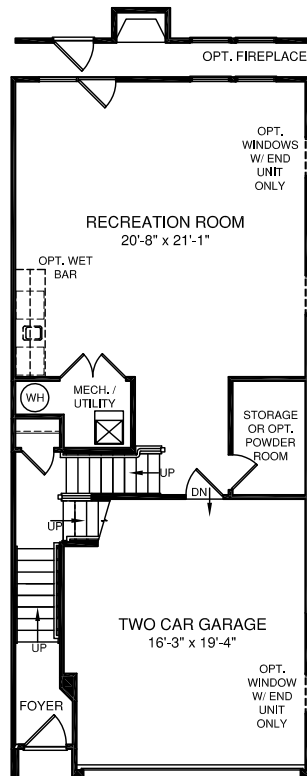 OPT. FIREPLACE
OPT.
WINDOWS
W/ END
UNIT
ONLY
RECREATION ROOM
20'-8" x 21'-1"
OPT. WET
BAR
WH
MECH. /
UTILITY
STORAGE
OR OPT.
POWDER
ROOM
UP
DN
UP
UP
TWO CAR GARAGE
16'-3" x 19'-4"
OPT.
WINDOW
W/ END
UNIT
ONLY
FOYER